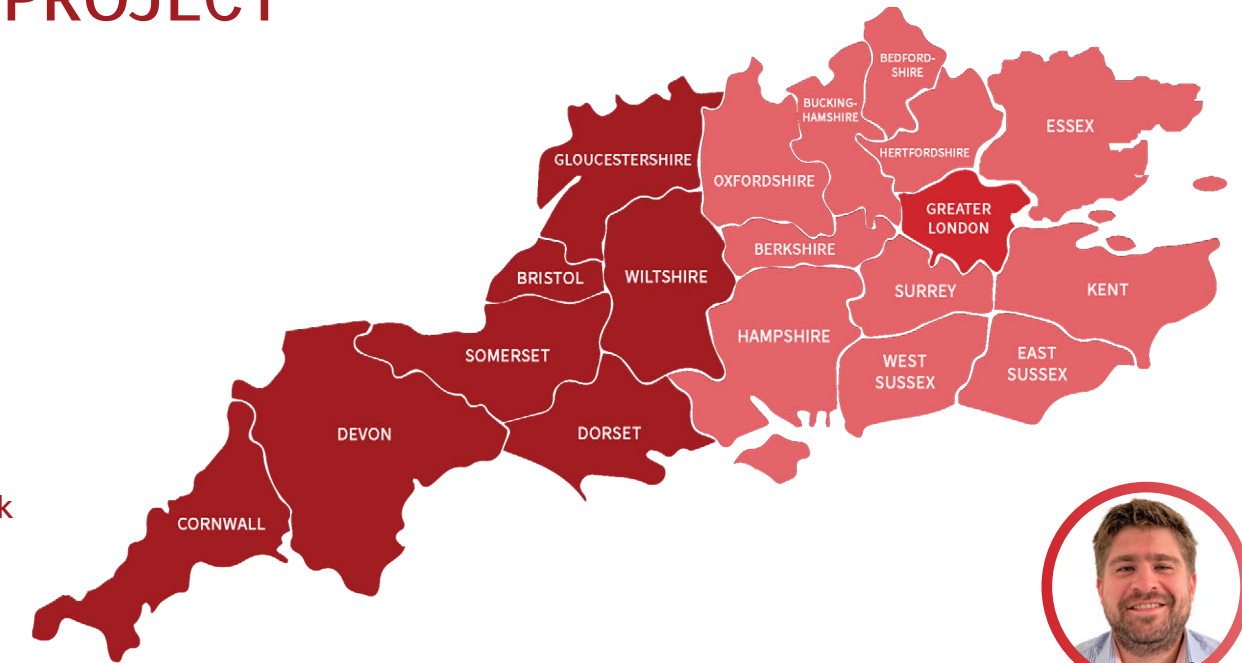 PROJECT
BEDFORD-
SHIRE
BUCKING-
HAMSHIRE
ESSEX
HERTFORDSHIRE
GLOUCESTERSHIRE
OXFORDSHIRE
GREATER
LONDON
BERKSHIRE
BRISTOL
WILTSHIRE
SURREY
KENT
HAMPSHIRE
SOMERSET
WEST
SUSSEX
EAST
SUSSEX
DEVON
DORSET
k
CORNWALL